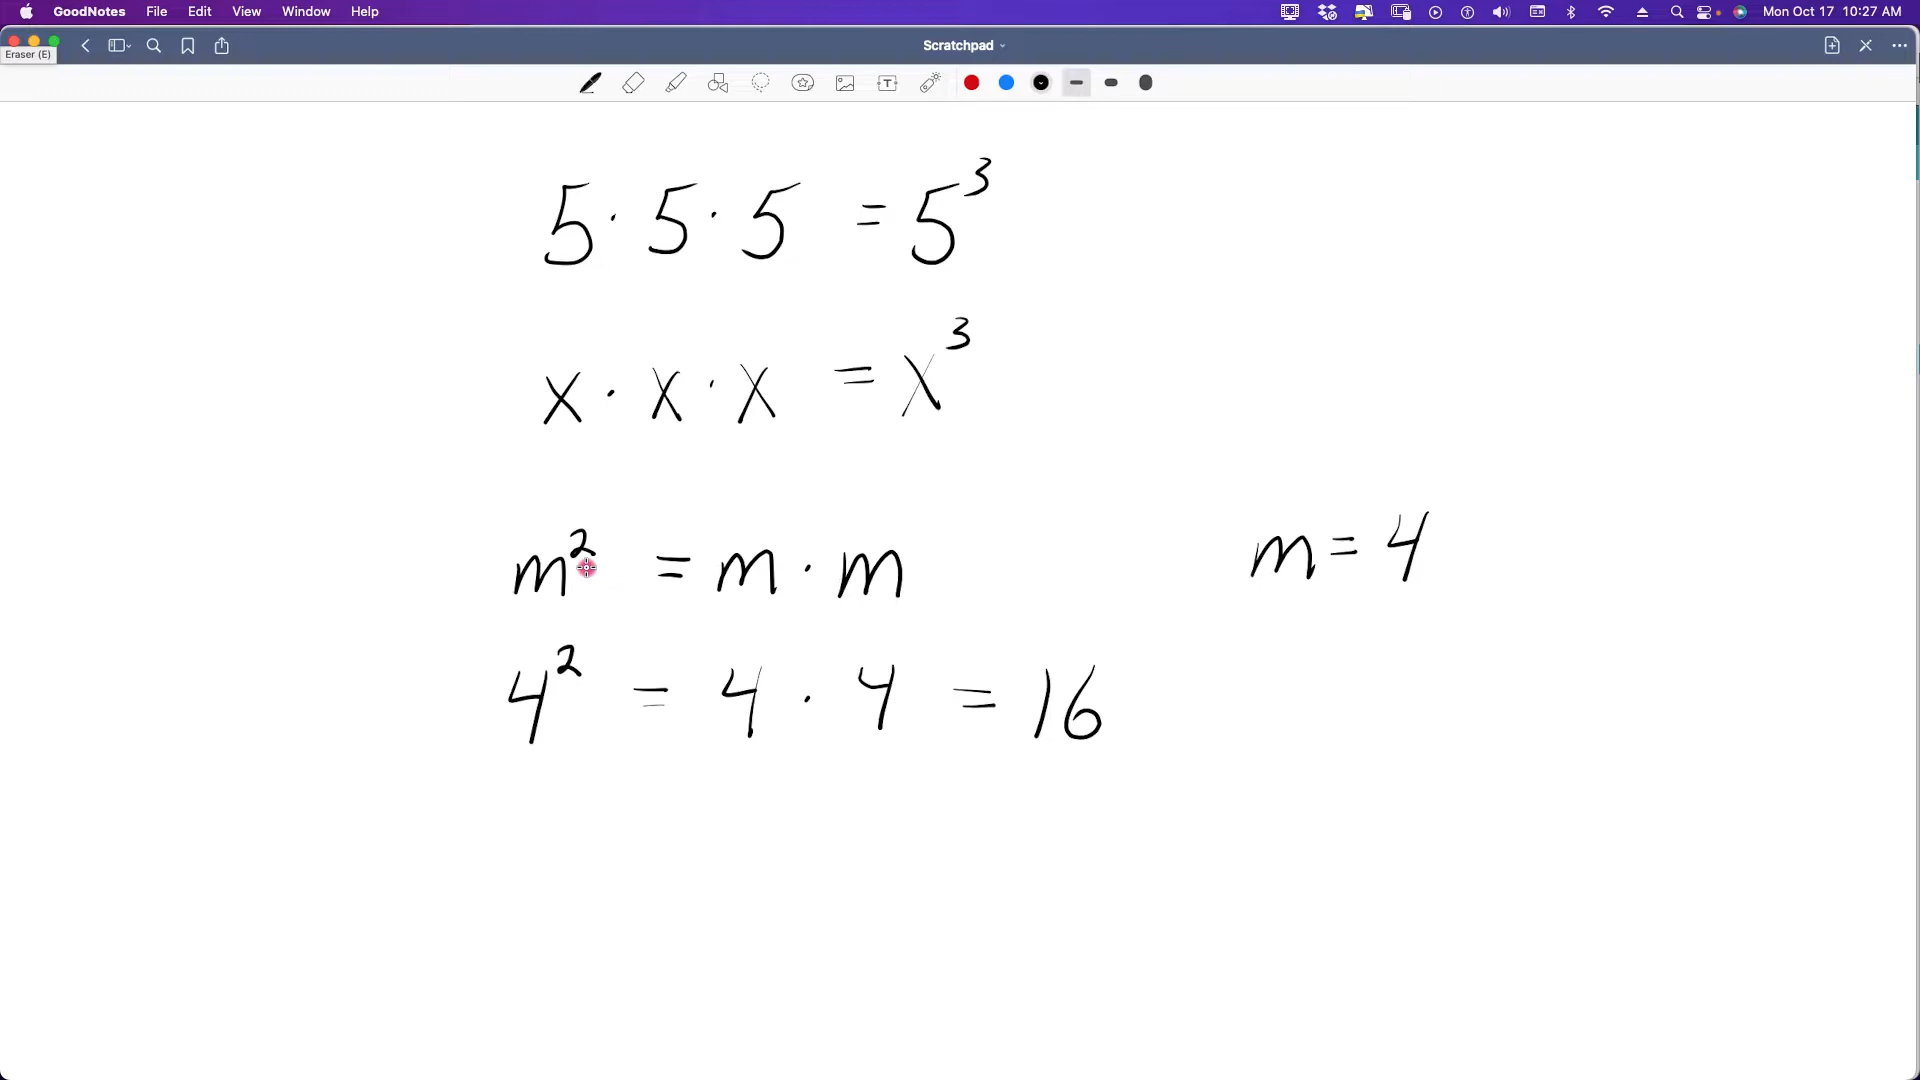 GoodNotes File Edit View Window Help Mon Oct 17 10:27 AM
Scratchpad
Eraser (E)
5 · 5 · 5 = 5³
x · x · x = x³
m² = m · m m = 4
4² = 4 · 4 = 16